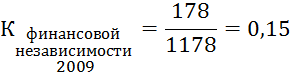 К финансовой независимости 2009 = 178/1178 = 0,15